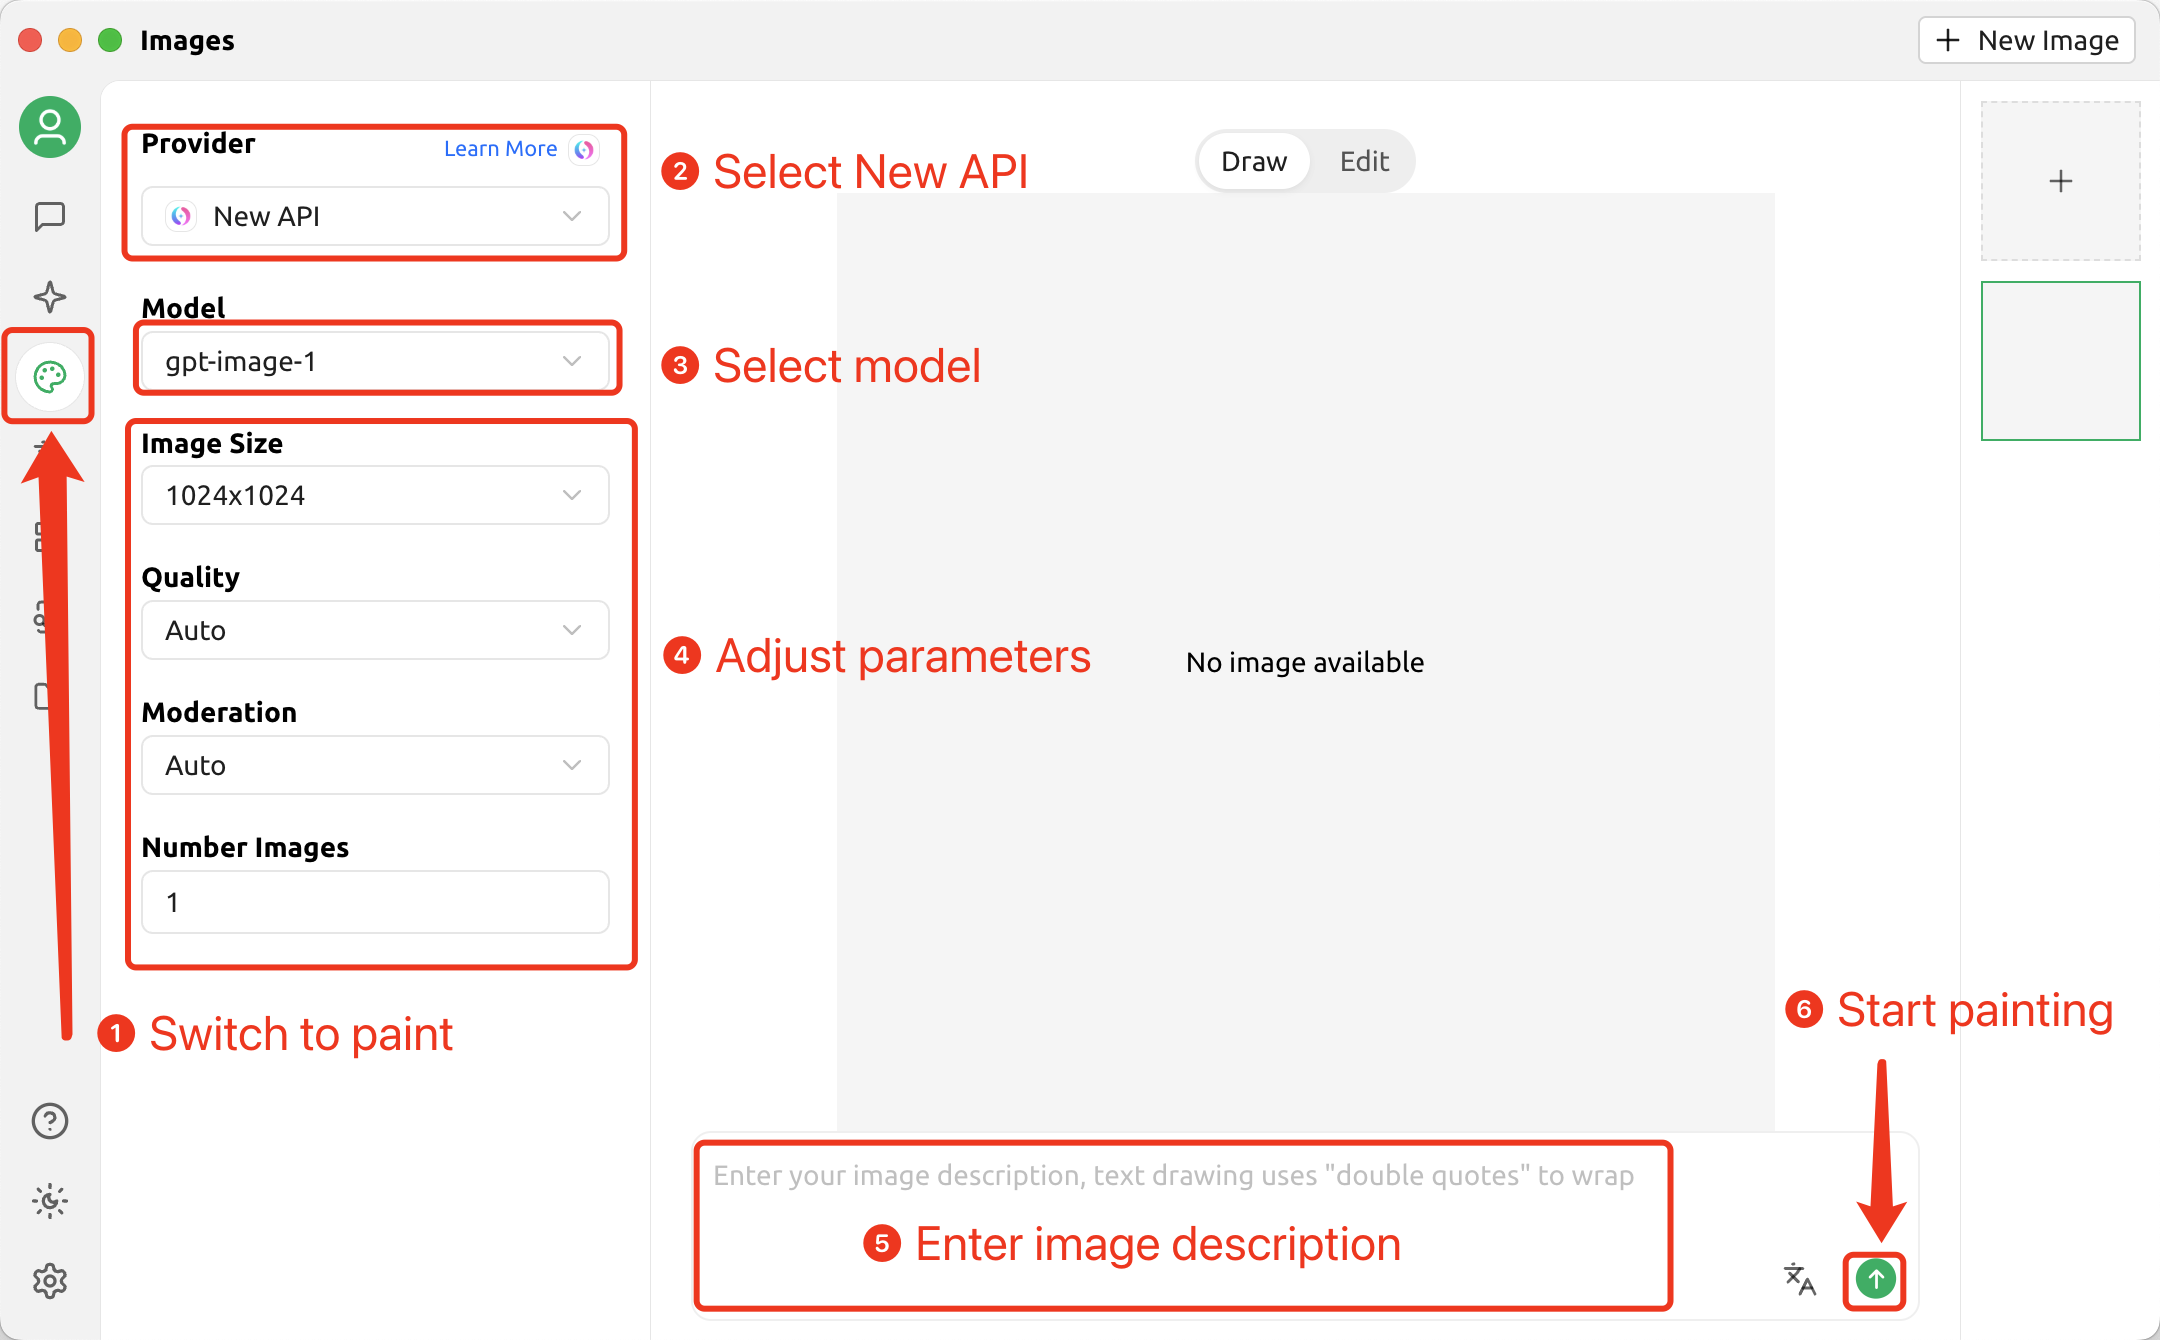 Images
New Image
Provider
Learn More
New API
2 Select New API
Draw
Edit
Model
gpt-image-1
3 Select model
Image Size
1024x1024
Quality
Auto
4 Adjust parameters
No image available
Moderation
Auto
Number Images
1
1 Switch to paint
6 Start painting
Enter your image description, text drawing uses "double quotes" to wrap
5 Enter image description